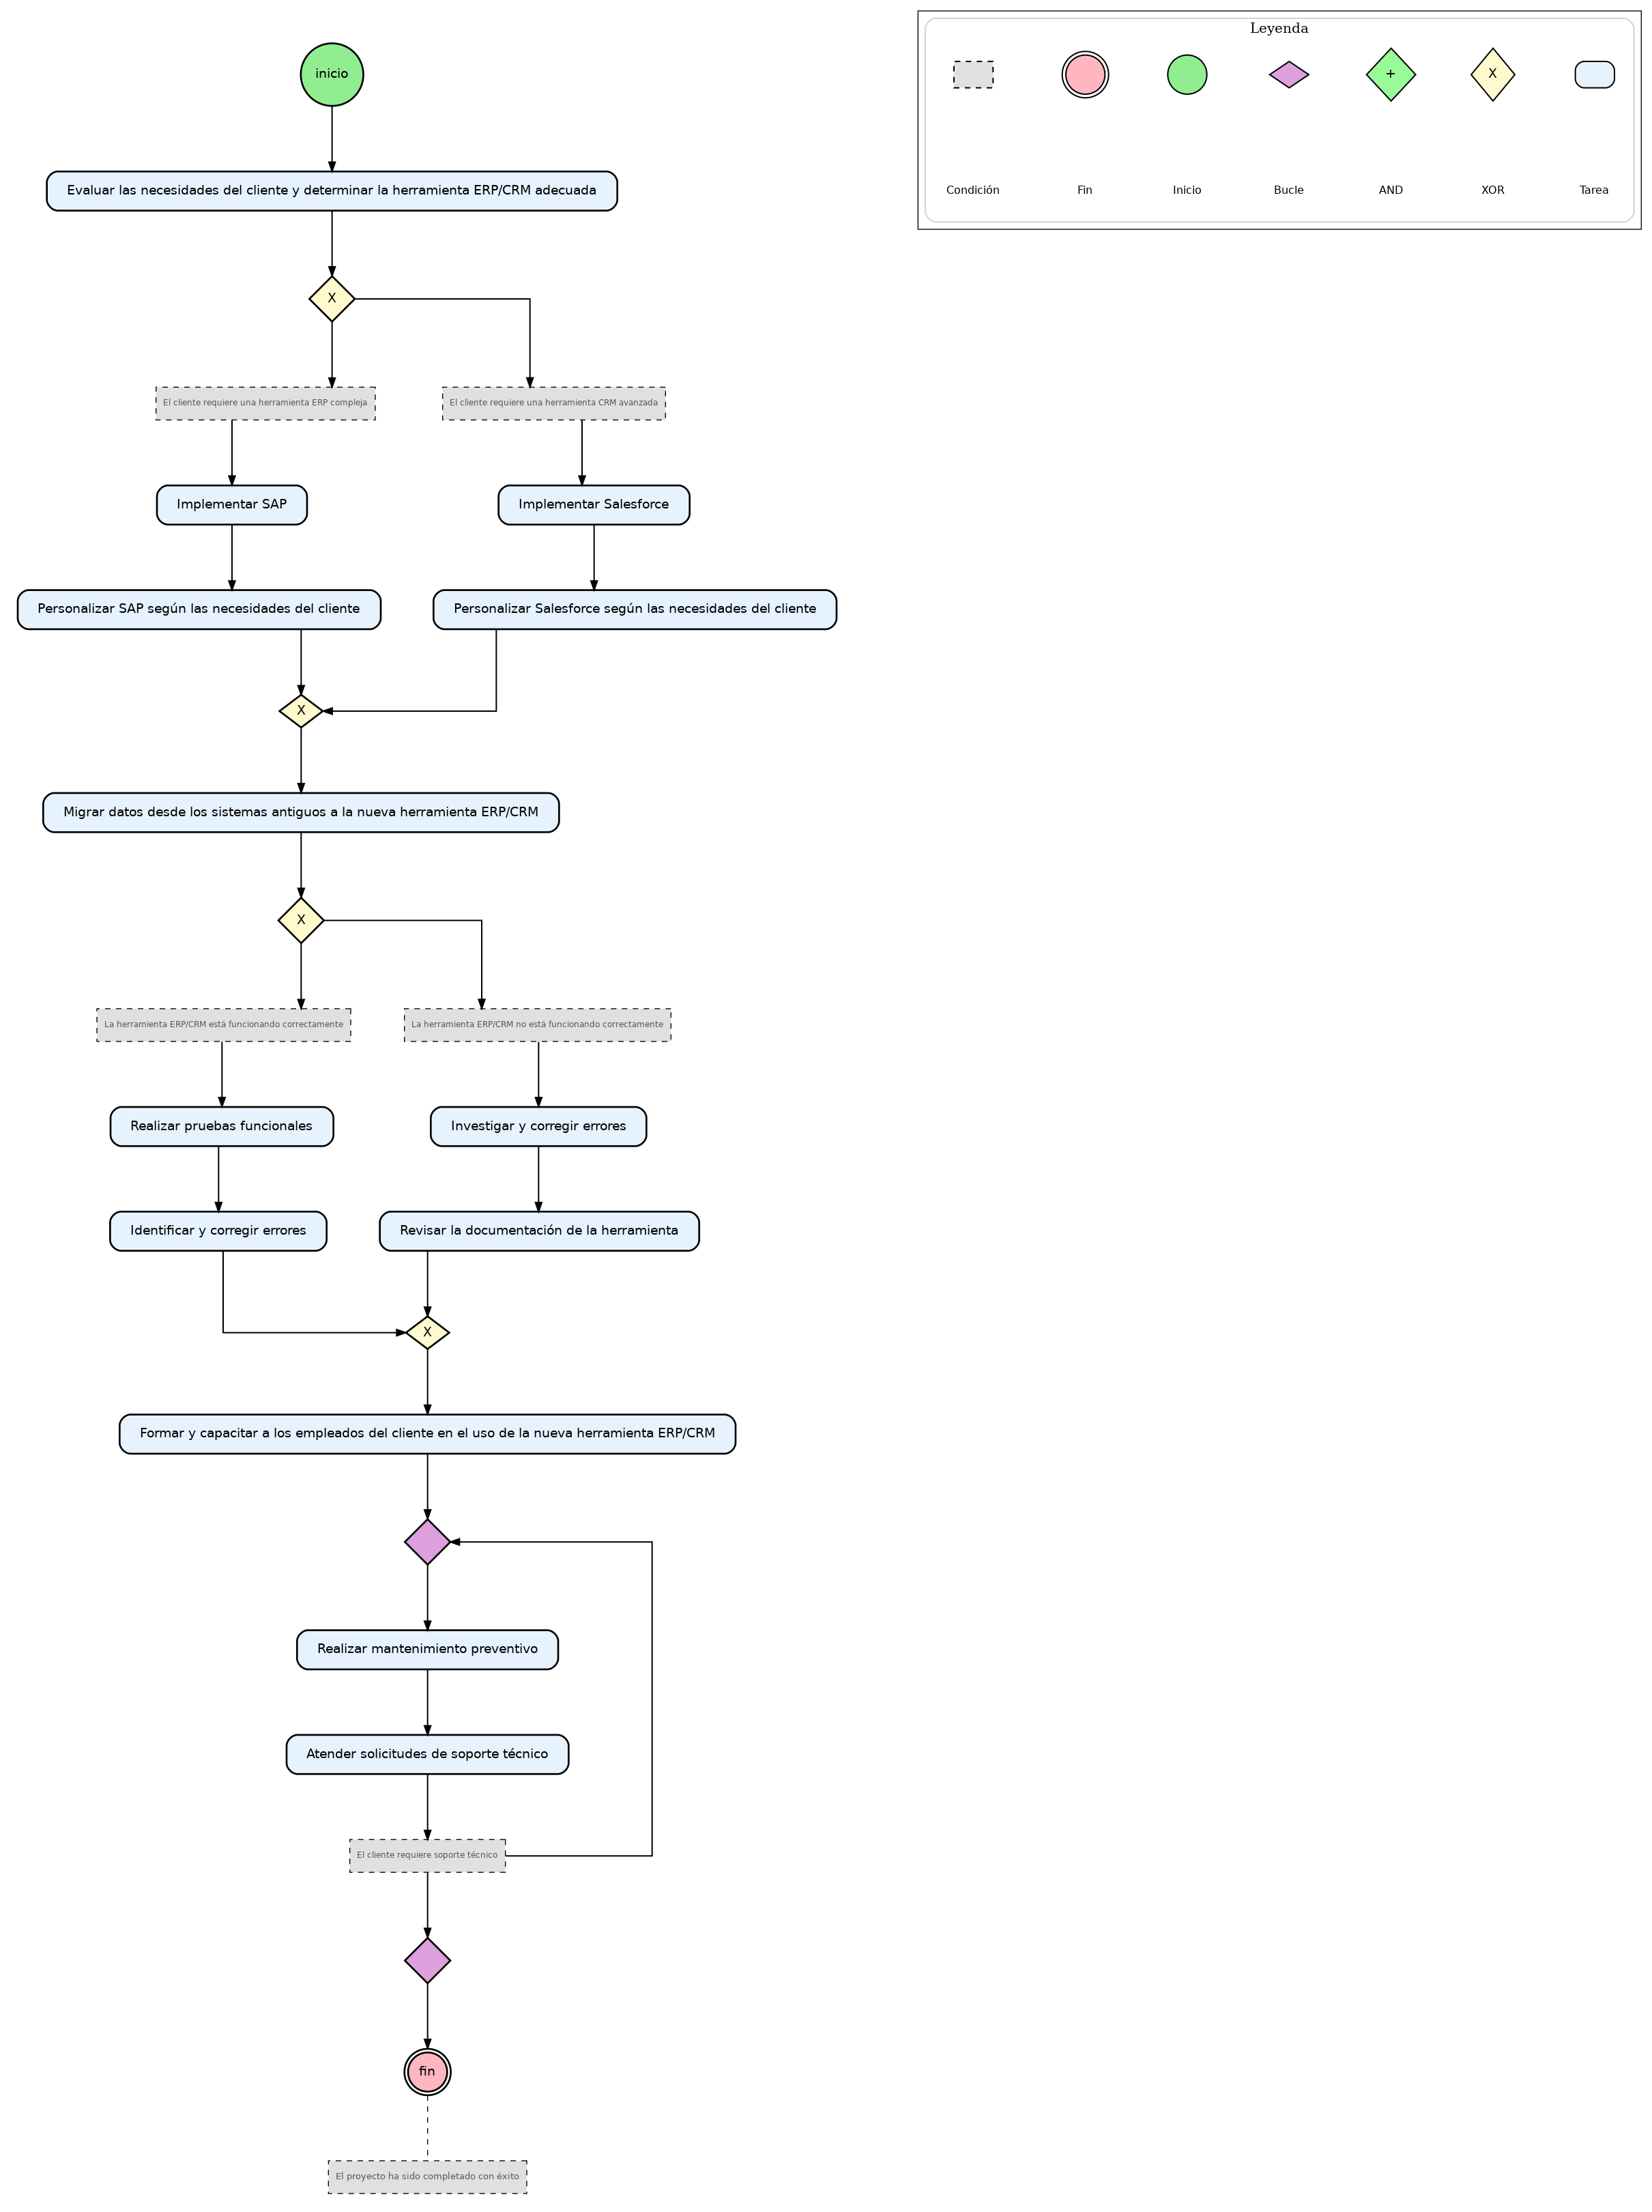 Leyenda
inicio
+
X
Condición
Fin
Inicio
Bucle
AND
XOR
Tarea
Evaluar las necesidades del cliente y determinar la herramienta ERP/CRM adecuada
X
El cliente requiere una herramienta ERP compleja
El cliente requiere una herramienta CRM avanzada
Implementar SAP
Implementar Salesforce
Personalizar SAP según las necesidades del cliente
Personalizar Salesforce según las necesidades del cliente
X
Migrar datos desde los sistemas antiguos a la nueva herramienta ERP/CRM
X
La herramienta ERP/CRM está funcionando correctamente
La herramienta ERP/CRM no está funcionando correctamente
Realizar pruebas funcionales
Investigar y corregir errores
Identificar y corregir errores
Revisar la documentación de la herramienta
X
Formar y capacitar a los empleados del cliente en el uso de la nueva herramienta ERP/CRM
Realizar mantenimiento preventivo
Atender solicitudes de soporte técnico
El cliente requiere soporte técnico
fin
El proyecto ha sido completado con éxito